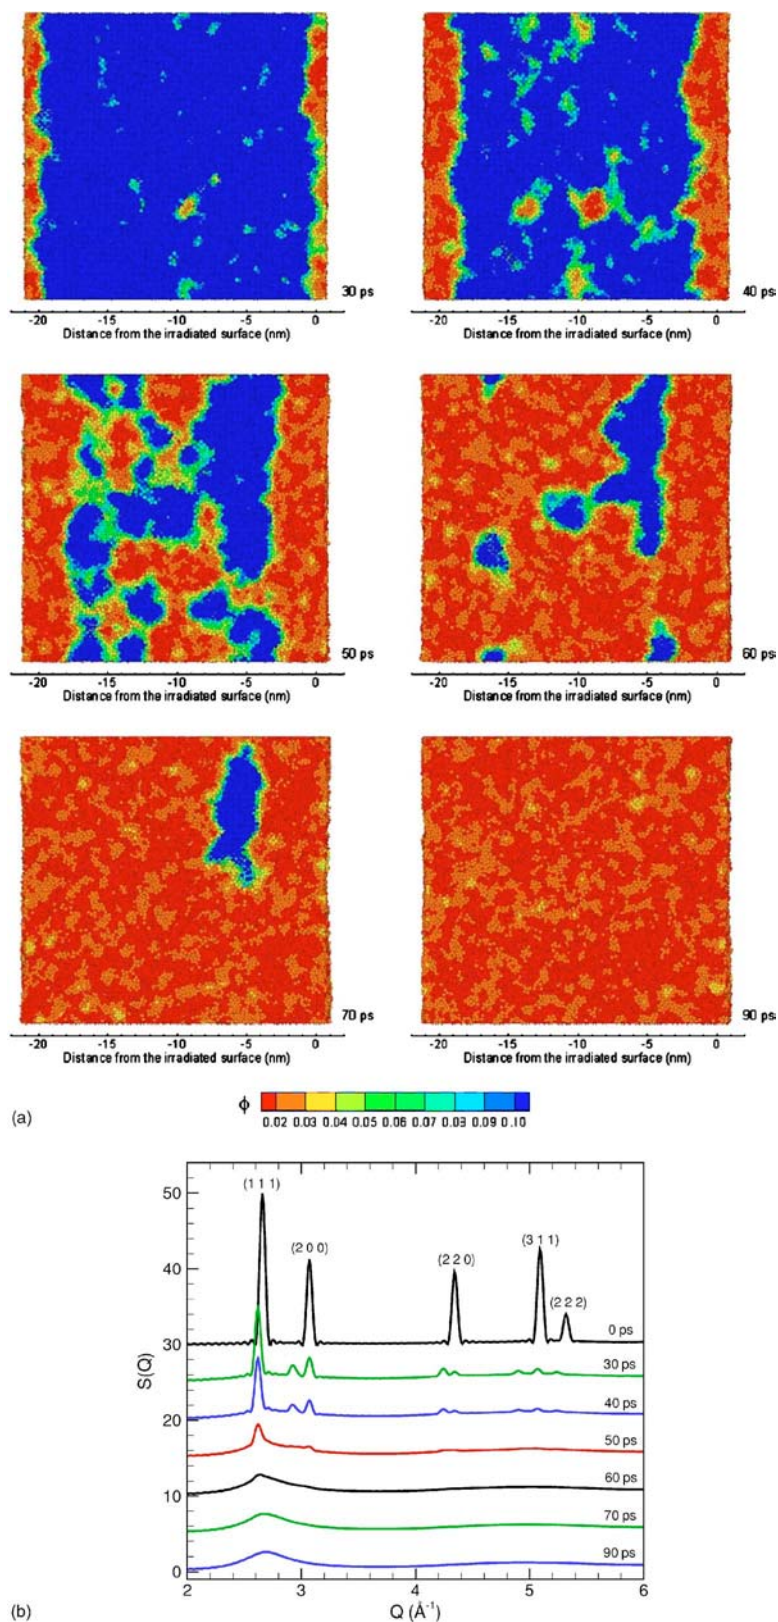 30 ps
40 ps
-20 -15 -10 -5 0
Distance from the irradiated surface (nm)
-20 -15 -10 -5 0
Distance from the irradiated surface (nm)
50 ps
60 ps
-20 -15 -10 -5 0
Distance from the irradiated surface (nm)
-20 -15 -10 -5 0
Distance from the irradiated surface (nm)
70 ps
90 ps
-20 -15 -10 -5 0
Distance from the irradiated surface (nm)
-20 -15 -10 -5 0
Distance from the irradiated surface (nm)
(a)
ϕ
0.02 0.03 0.04 0.05 0.06 0.07 0.08 0.09 0.10
(1 1 1)
(2 0 0)
(2 2 0)
(3 1 1)
(2 2 2)
0 ps
30 ps
40 ps
50 ps
60 ps
70 ps
90 ps
50
40
30
20
10
0
S(Q)
2 3 4 5 6
Q (Å⁻¹)
(b)